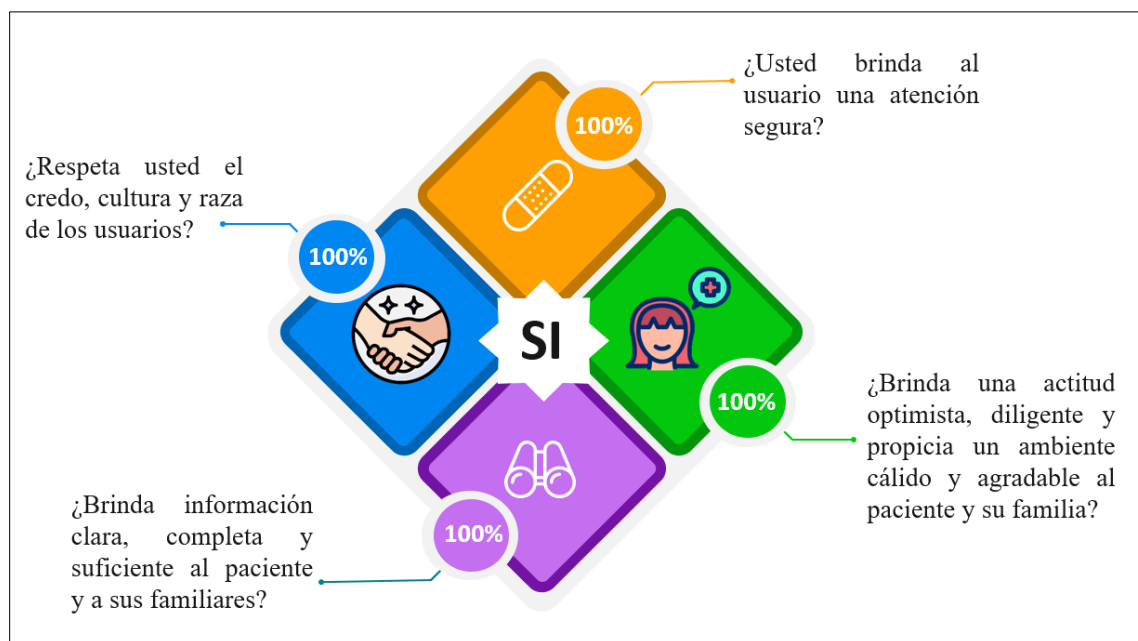 ¿Usted brinda al
usuario una atención
segura?
100%
¿Respeta usted el
credo, cultura y raza
de los usuarios?
100%
SI
¿Brinda una actitud
optimista, diligente y
propicia un ambiente
cálido y agradable al
paciente y su familia?
100%
¿Brinda información
clara, completa y
suficiente al paciente
y a sus familiares?
100%